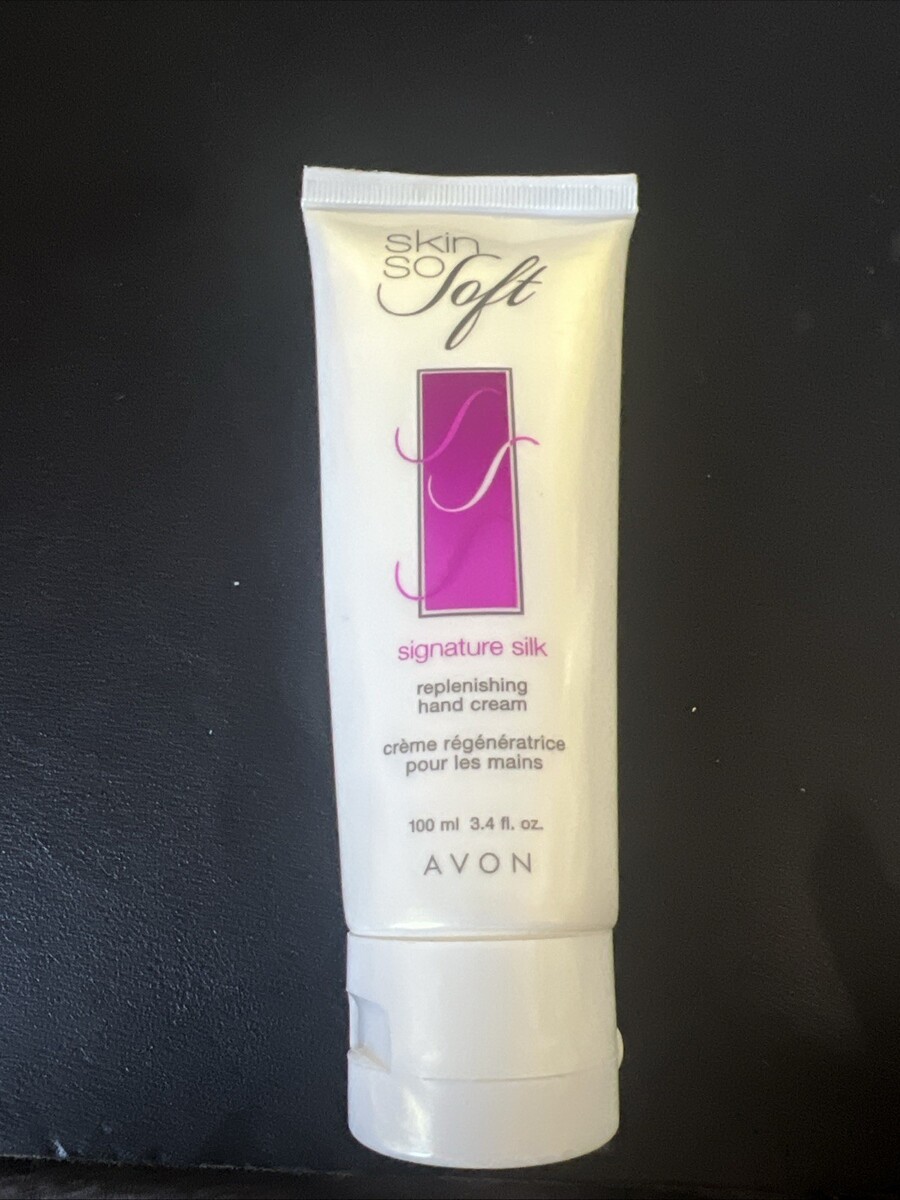 skin
so Soft
signature silk
replenishing
hand cream
crème régénératrice
pour les mains
100 ml 3.4 fl. oz.
AVON